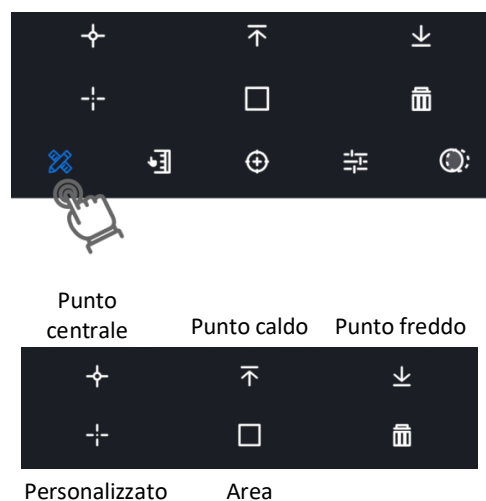 Punto
centrale
Punto caldo
Punto freddo
Personalizzato
Area